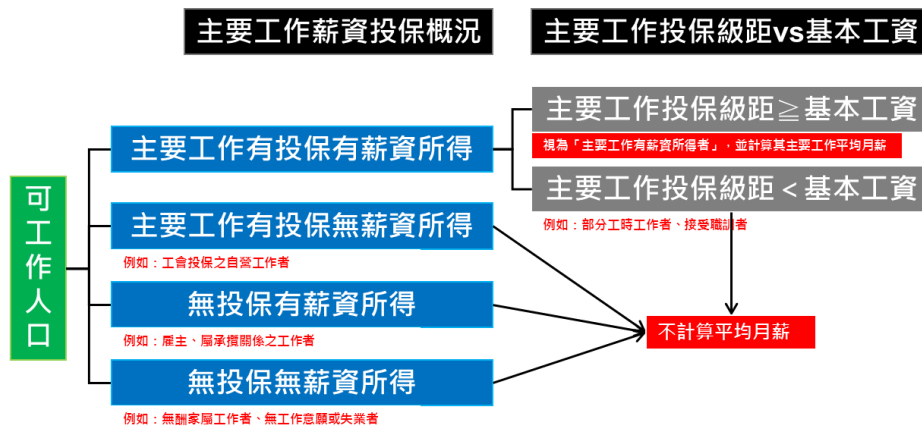 主要工作薪資投保概況
主要工作投保級距vs基本工資
可工作人口
主要工作有投保有薪資所得
主要工作投保級距≧基本工資
視為「主要工作有薪資所得者」，並計算其主要工作平均月薪
主要工作投保級距＜基本工資
例如：部分工時工作者、接受職訓者
主要工作有投保無薪資所得
例如：工會投保之自營工作者
無投保有薪資所得
例如：雇主、屬承攬關係之工作者
不計算平均月薪
無投保無薪資所得
例如：無酬家屬工作者、無工作意願或失業者